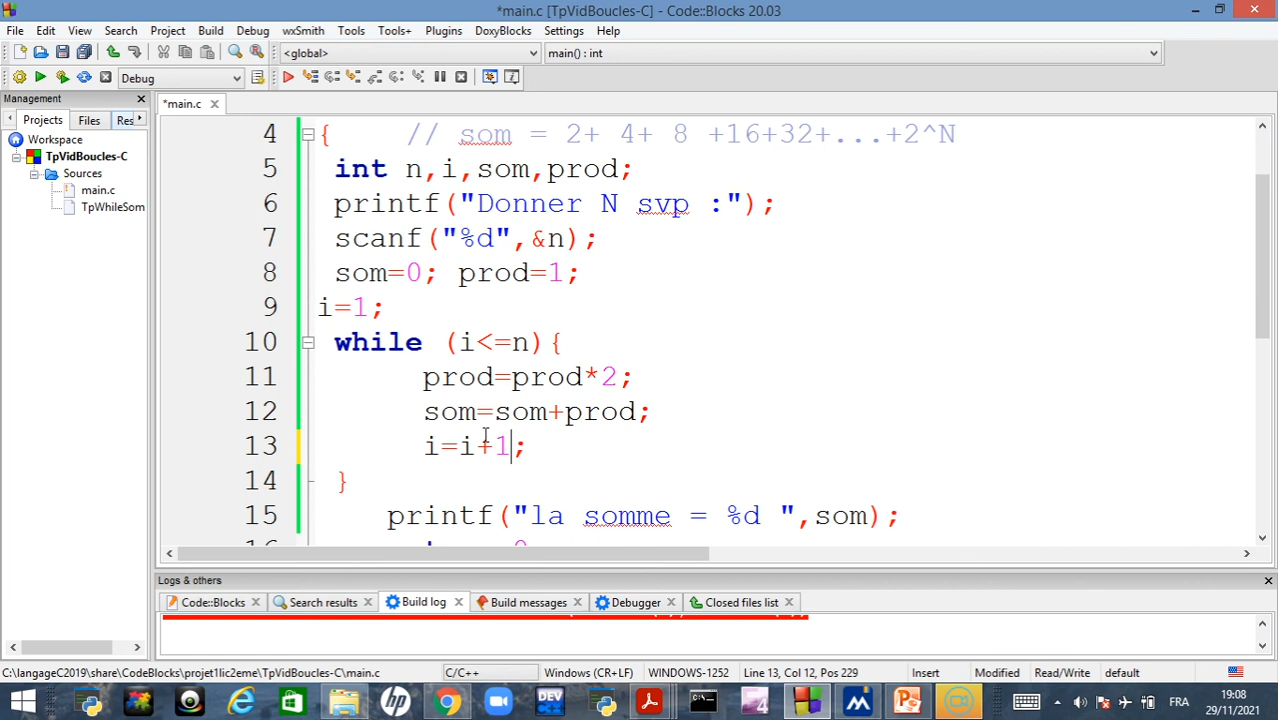 *main.c [TpVidBoucles-C] - Code::Blocks 20.03
File Edit View Search Project Build Debug wxSmith Tools Tools+ Plugins DoxyBlocks Settings Help
<global> main() : int
Debug
Management
Projects Files Res
*main.c
Workspace
TpVidBoucles-C
Sources
main.c
TpWhileSom
4 { // som = 2+ 4+ 8 +16+32+...+2^N
5 int n,i,som,prod;
6 printf("Donner N svp :");
7 scanf("%d",&n);
8 som=0; prod=1;
9 i=1;
10 while (i<=n){
11 prod=prod*2;
12 som=som+prod;
13 i=i+1;
14 }
15 printf("la somme = %d ",som);
Logs & others
Code::Blocks Search results Build log Build messages Debugger Closed files list
C:\langageC2019\share\CodeBlocks\projet1lic2eme\TpVidBoucles-C\main.c C/C++ Windows (CR+LF) WINDOWS-1252 Line 13, Col 12, Pos 229 Insert Modified Read/Write default
FRA
19:08
29/11/2021